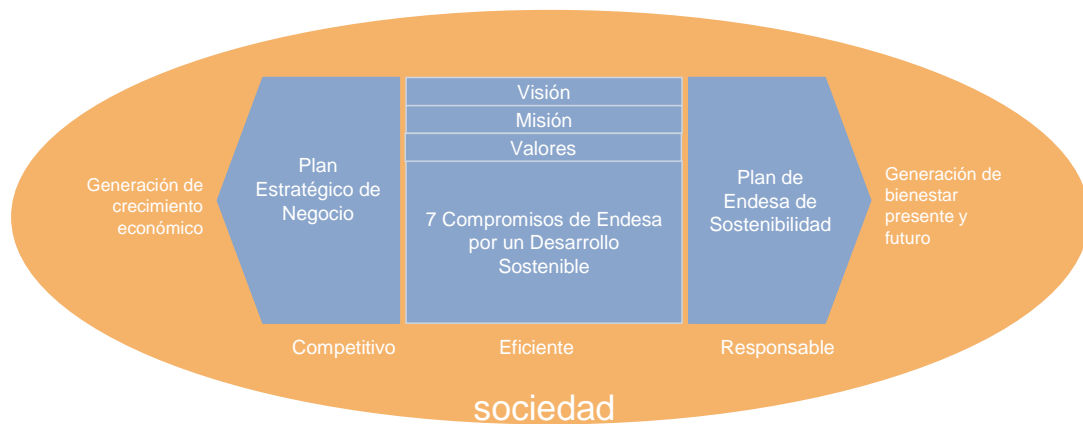 Visión
Misión
Valores
Generación de
crecimiento
económico
Plan
Estratégico de
Negocio
7 Compromisos de Endesa
por un Desarrollo
Sostenible
Plan de
Endesa de
Sostenibilidad
Generación de
bienestar
presente y
futuro
Competitivo
Eficiente
Responsable
sociedad